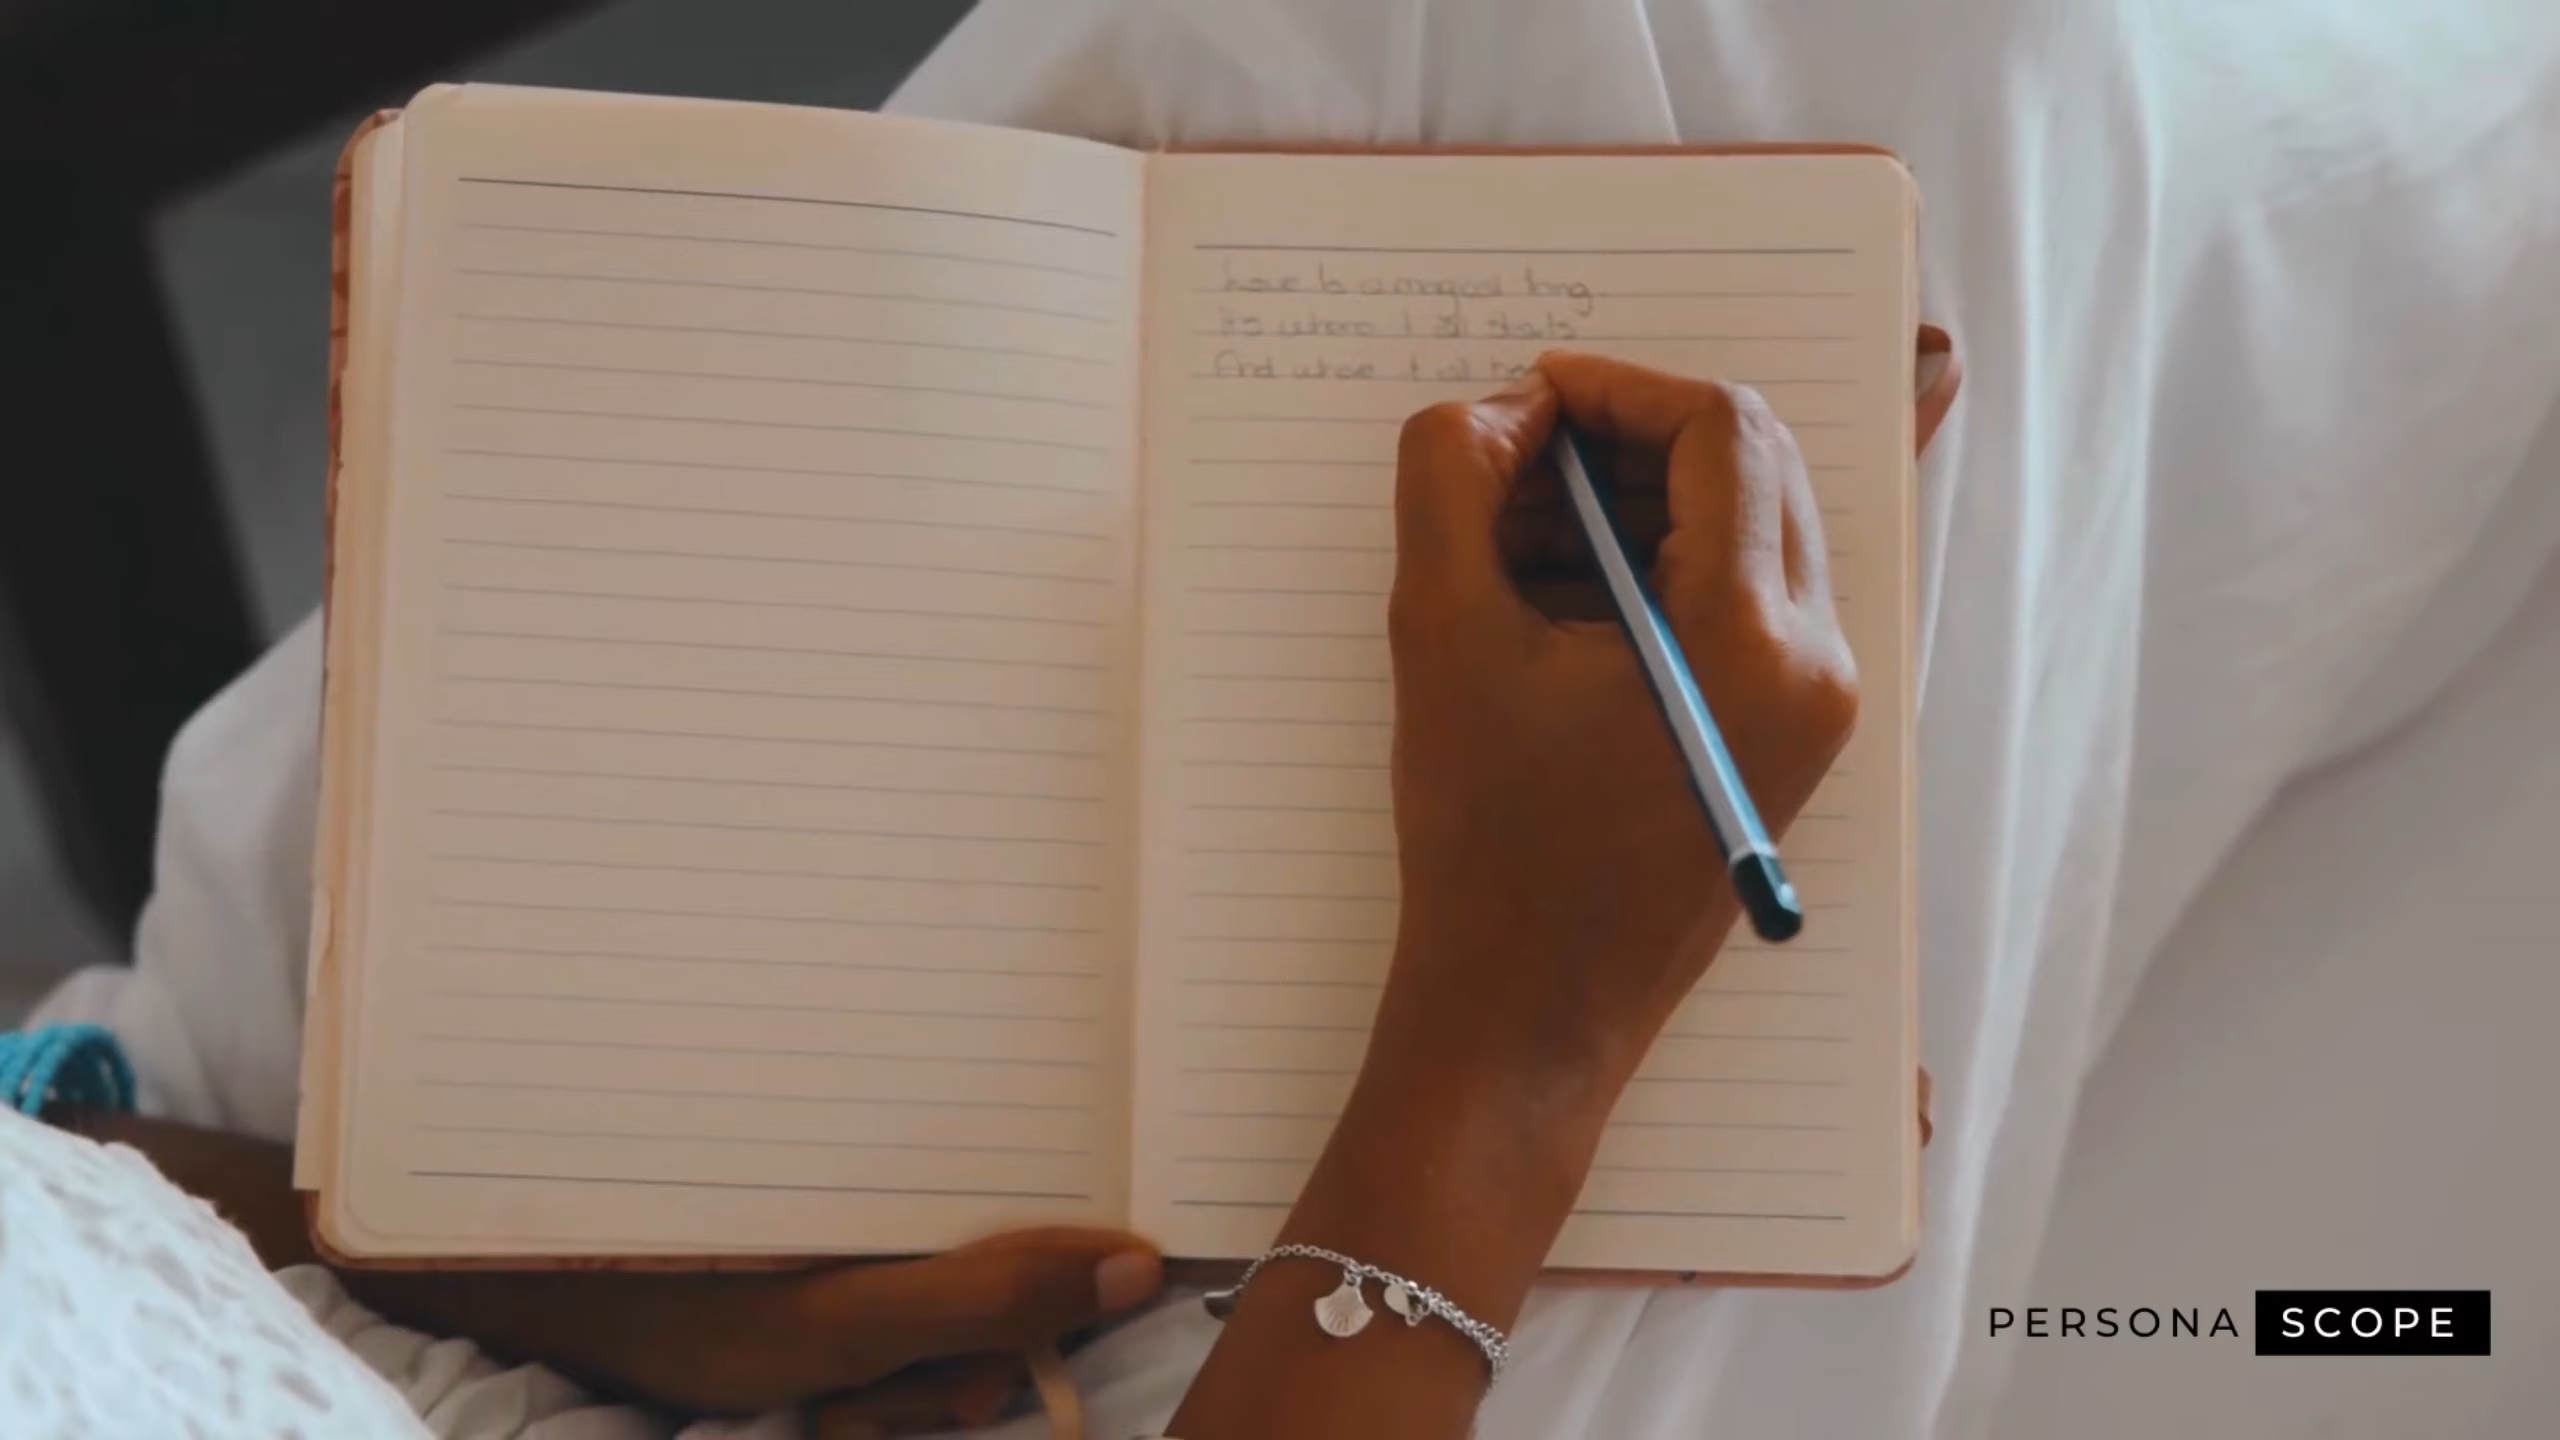 Love is a magical thing.
It's where it all starts
And where it all
PERSONA SCOPE